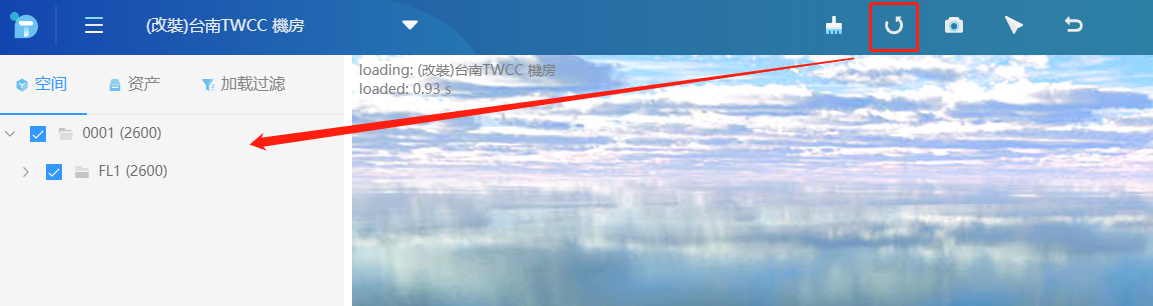 (改裝)台南TWCC 機房
空间 资产 加载过滤
loading: (改裝)台南TWCC 機房
loaded: 0.93 s
0001 (2600)
FL1 (2600)